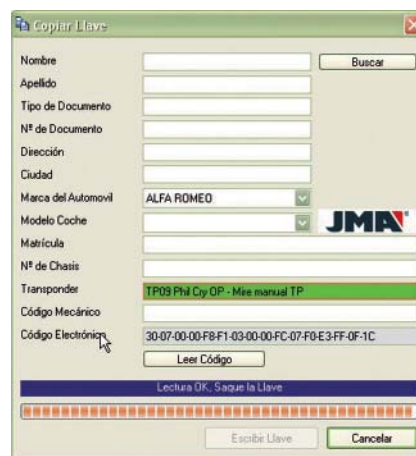 Copiar Llave
Nombre
Buscar
Apellido
Tipo de Documento
Nº de Documento
Dirección
Ciudad
Marca del Automovil ALFA ROMEO
Modelo Coche
JMA
Matrícula
Nº de Chasis
Transponder TP09 Phil Cry OP - Mire manual TP
Código Mecánico
Código Electrónico 30-07-00-00-F8-F1-03-00-00-FC-07-F0-E3-FF-0F-1C
Leer Código
Lectura OK, Saque la Llave
Escribir Llave Cancelar